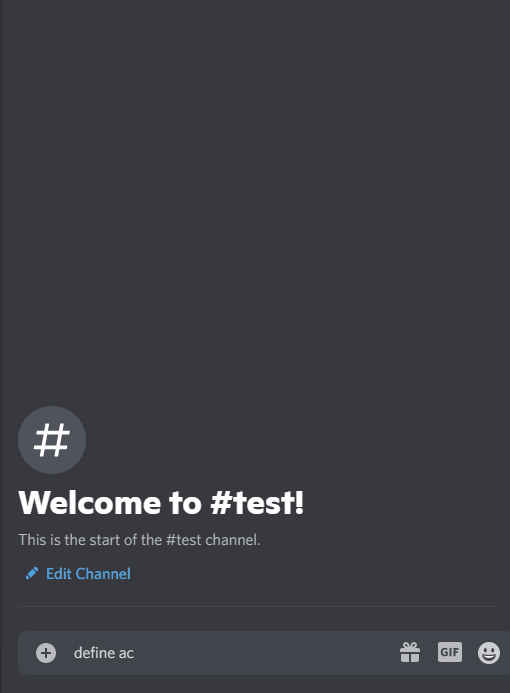 #
Welcome to #test!
This is the start of the #test channel.
Edit Channel
define ac
GIF